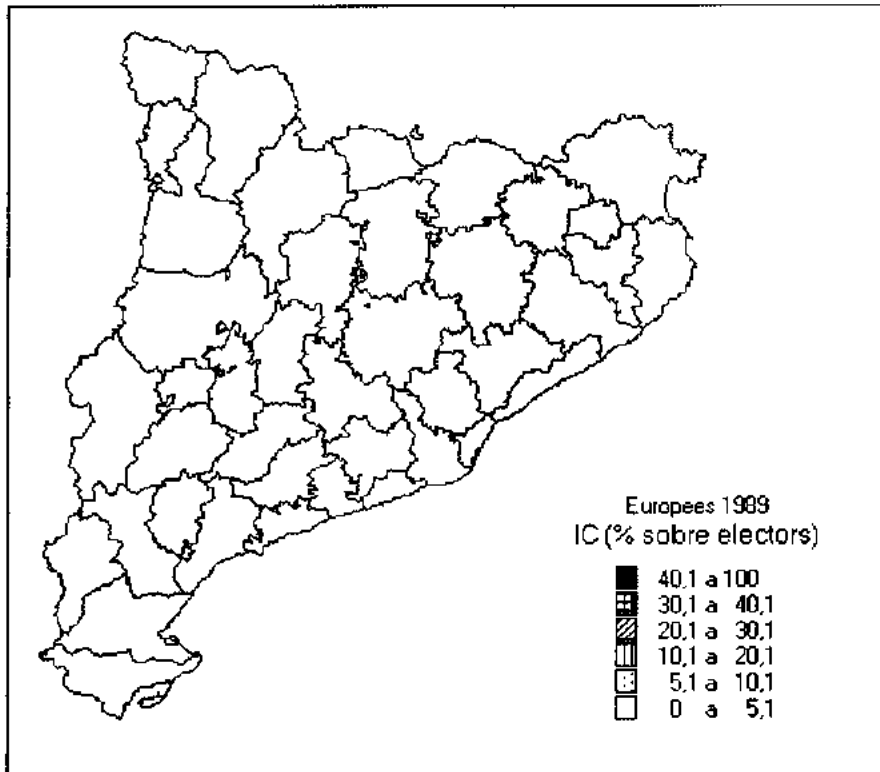 Europees 1989
IC (% sobre electors)
40,1 a 100
30,1 a 40,1
20,1 a 30,1
10,1 a 20,1
5,1 a 10,1
0 a 5,1